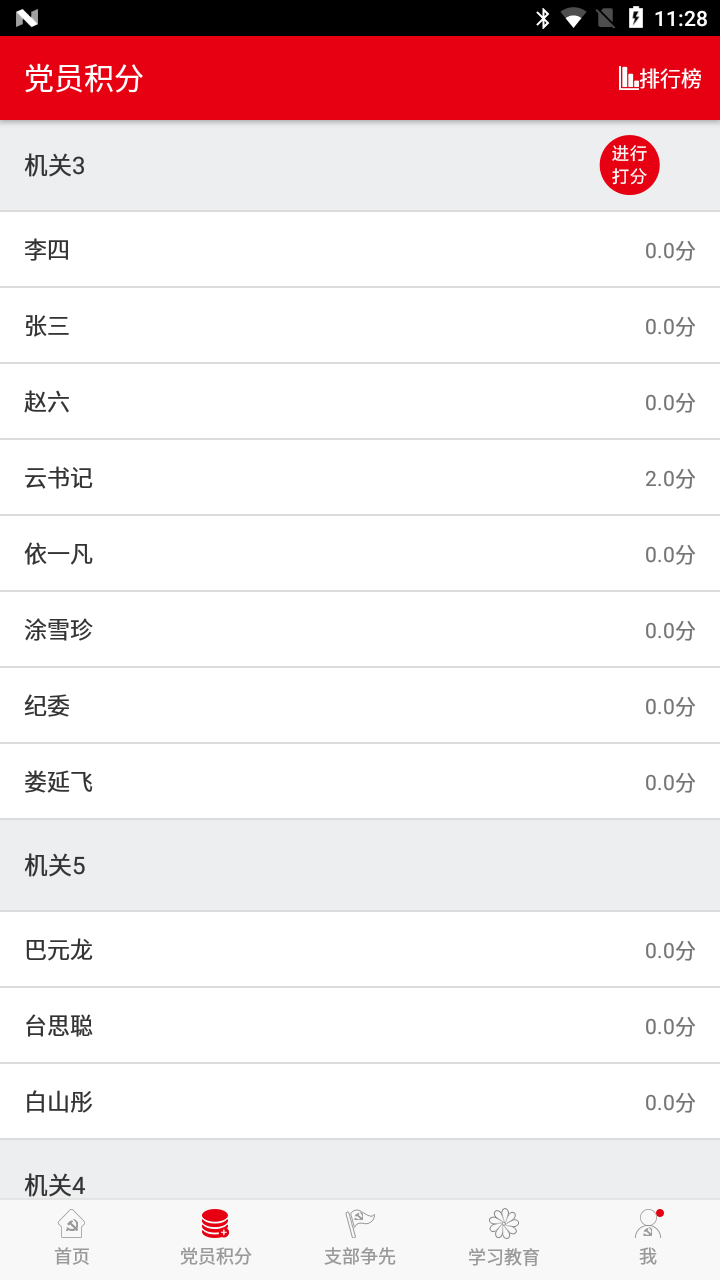 11:28
党员积分
排行榜
机关3
进行
打分
李四 0.0分
张三 0.0分
赵六 0.0分
云书记 2.0分
依一凡 0.0分
涂雪珍 0.0分
纪委 0.0分
娄延飞 0.0分
机关5
巴元龙 0.0分
台思聪 0.0分
白山彤 0.0分
机关4
首页 党员积分 支部争先 学习教育 我